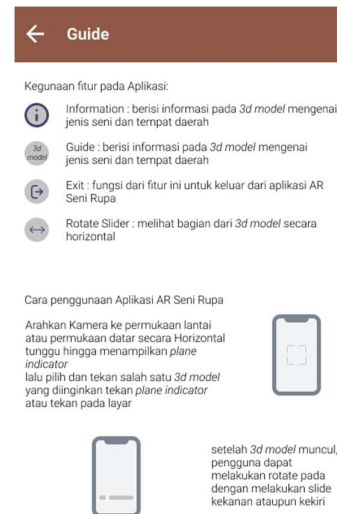 Guide
Kegunaan fitur pada Aplikasi:
Information : berisi informasi pada 3d model mengenai
jenis seni dan tempat daerah
3d
model
Guide : berisi informasi pada 3d model mengenai
jenis seni dan tempat daerah
Exit : fungsi dari fitur ini untuk keluar dari aplikasi AR
Seni Rupa
Rotate Slider : melihat bagian dari 3d model secara
horizontal
Cara penggunaan Aplikasi AR Seni Rupa
Arahkan Kamera ke permukaan lantai
atau permukaan datar secara Horizontal
tunggu hingga menampilkan plane
indicator
lalu pilih dan tekan salah satu 3d model
yang diinginkan tekan plane indicator
atau tekan pada layar
setelah 3d model muncul,
pengguna dapat
melakukan rotate pada
dengan melakukan slide
kekanan ataupun kekiri